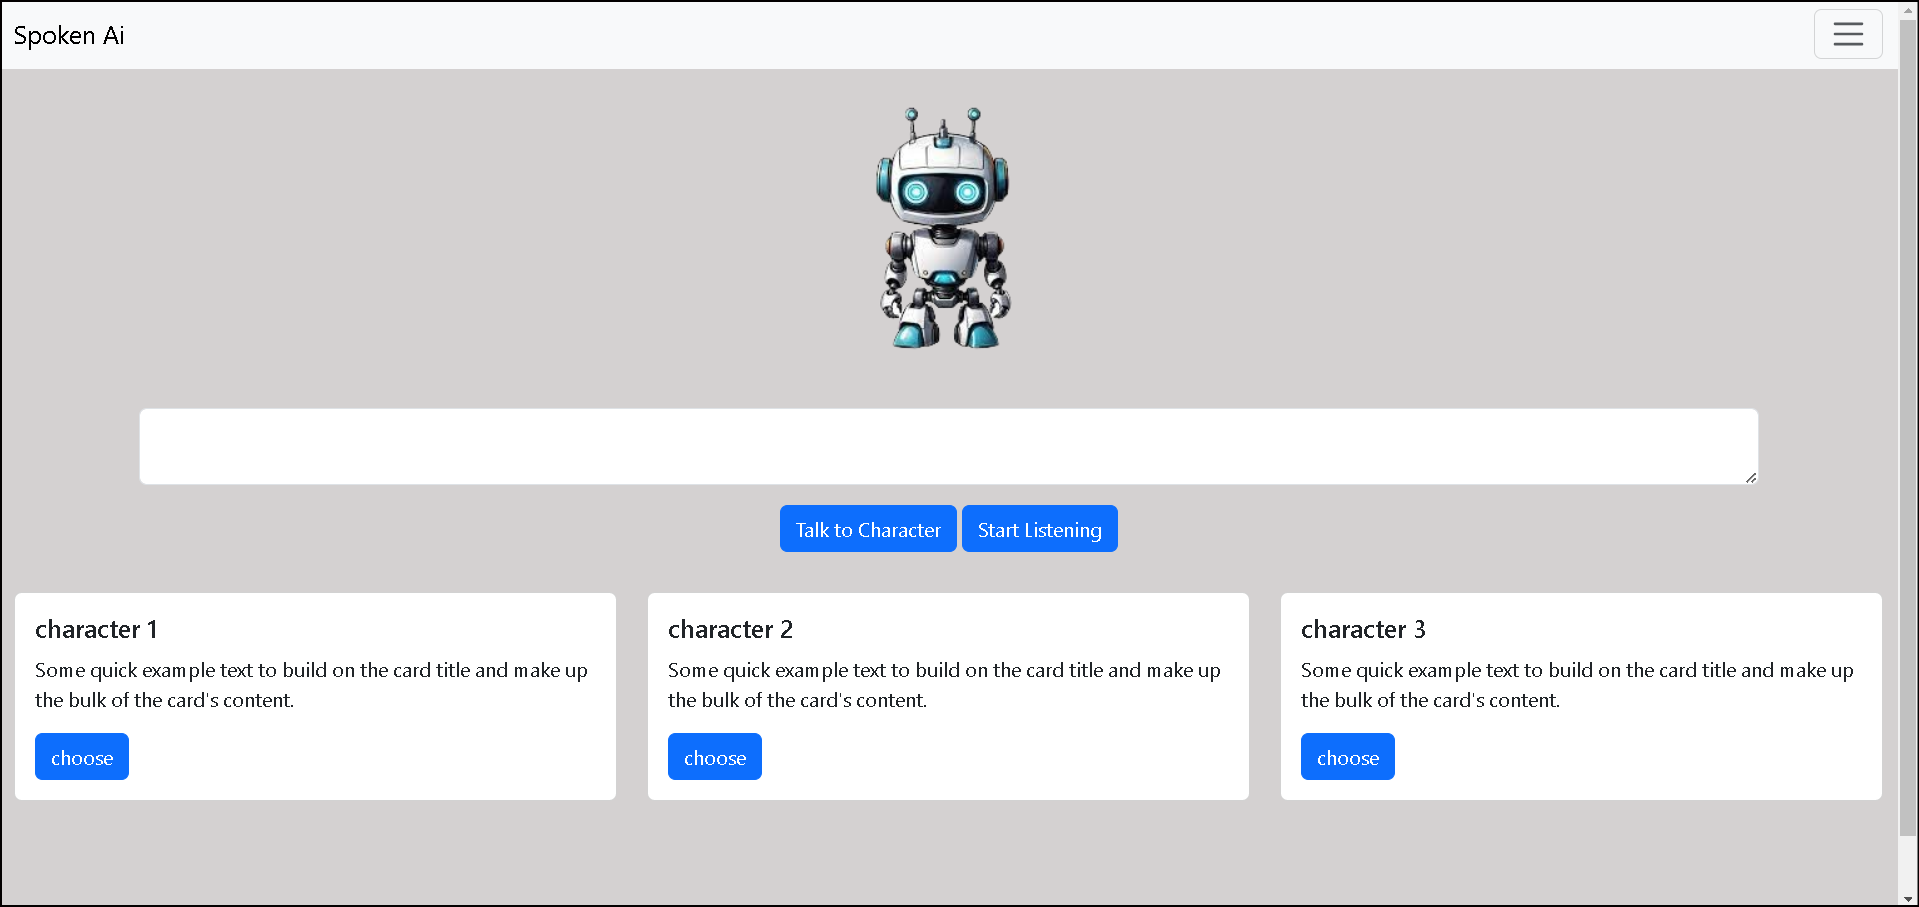 Spoken Ai
Talk to Character
Start Listening
character 1
Some quick example text to build on the card title and make up
the bulk of the card's content.
choose
character 2
Some quick example text to build on the card title and make up
the bulk of the card's content.
choose
character 3
Some quick example text to build on the card title and make up
the bulk of the card's content.
choose